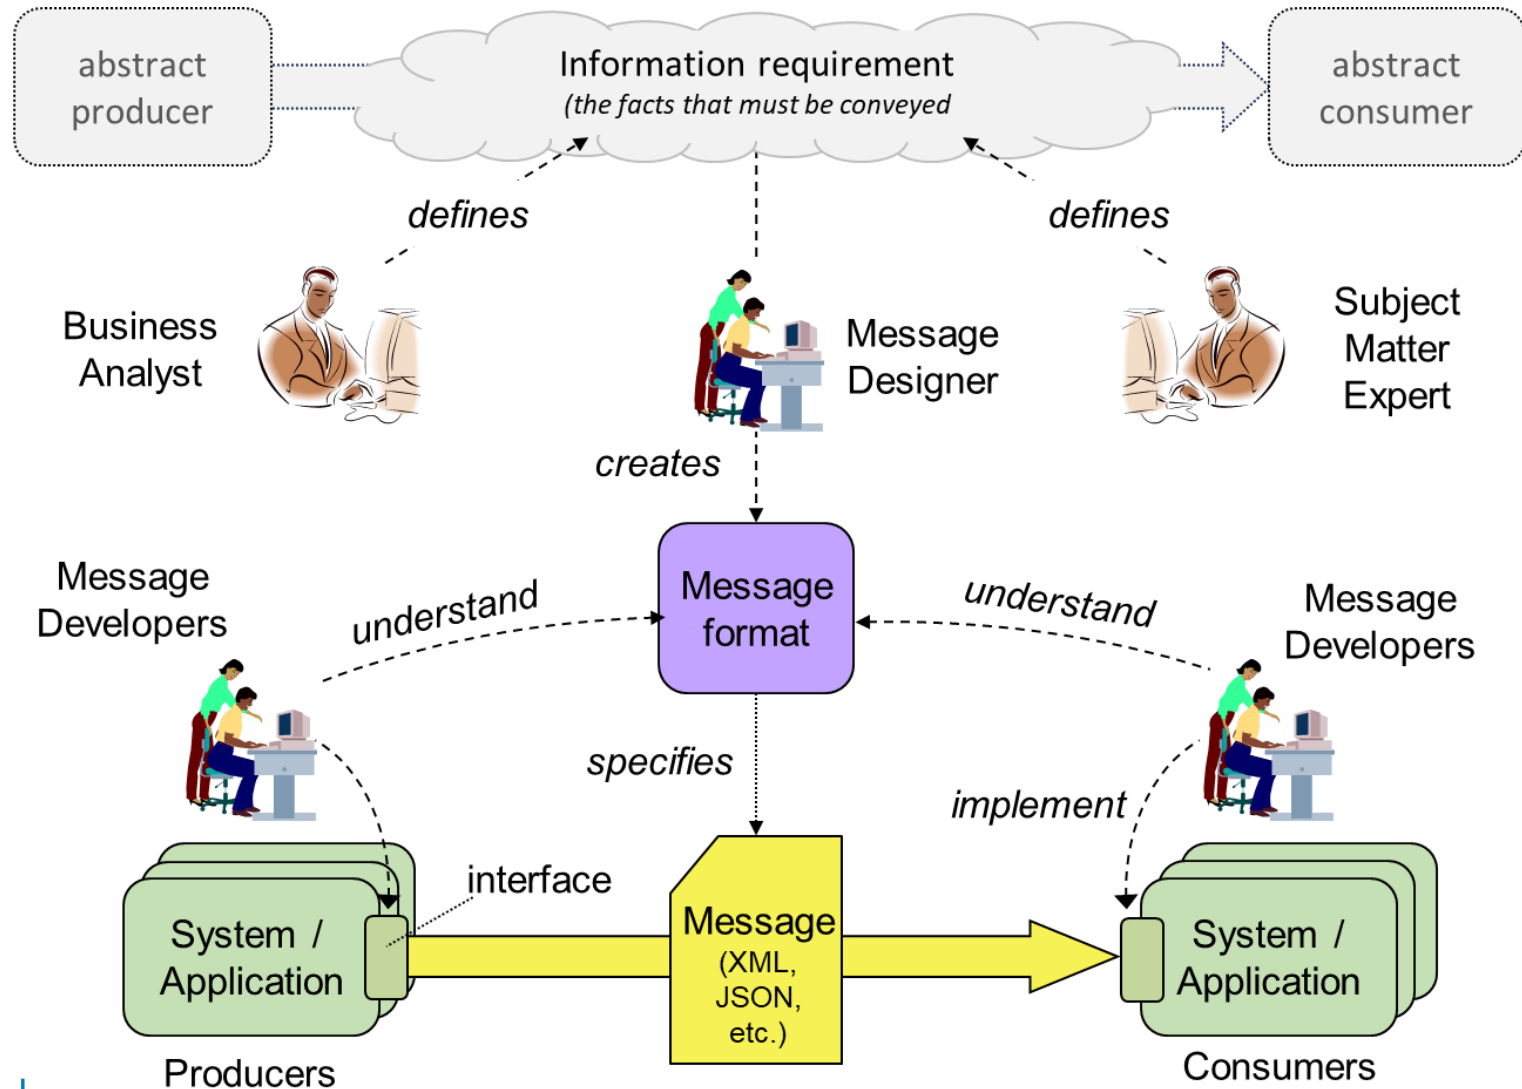 abstract
producer
Information requirement
(the facts that must be conveyed
abstract
consumer
defines
defines
Business
Analyst
Message
Designer
Subject
Matter
Expert
creates
Message
Developers
understand
Message
format
understand
Message
Developers
specifies
implement
interface
System /
Application
Message
(XML,
JSON,
etc.)
System /
Application
Producers
Consumers